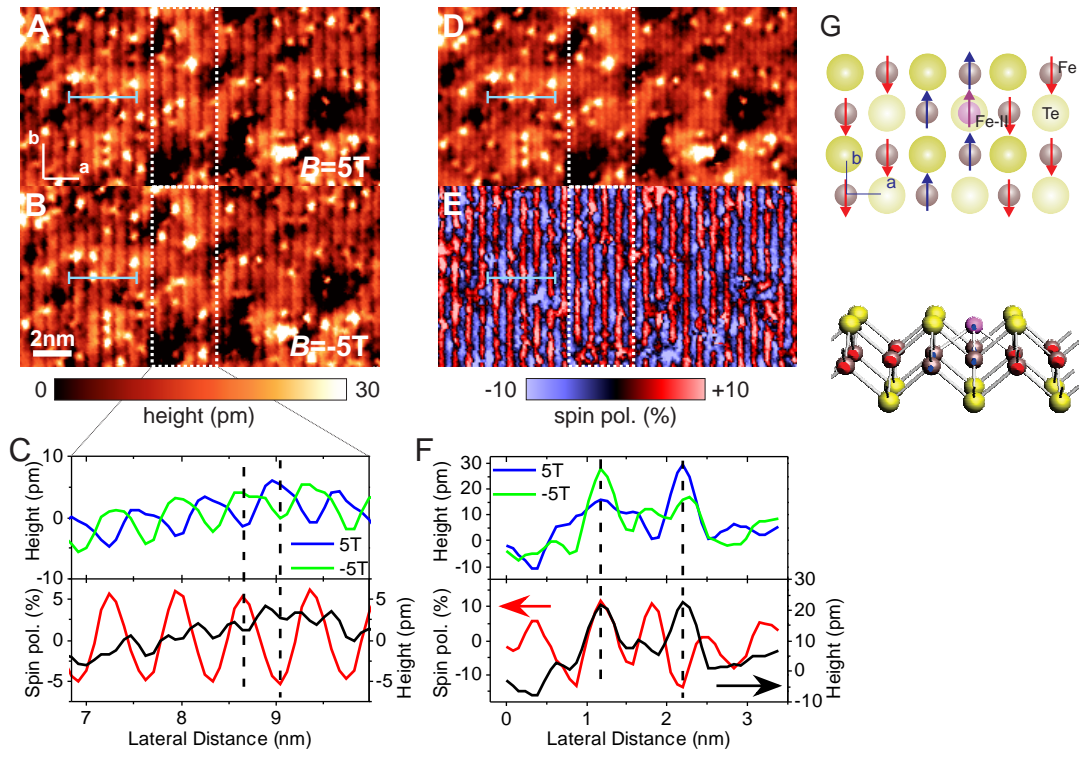 A
b
a
B=5T
B
2nm
B=-5T
0
30
height (pm)
D
E
-10
+10
spin pol. (%)
G
Fe
Te
Fe-II
b
a
C
10
0
-10
Height (pm)
5T
-5T
5
0
-5
Spin pol. (%)
5
0
-5
Height (pm)
7
8
9
Lateral Distance (nm)
F
5T
-5T
30
20
10
0
-10
Height (pm)
10
0
-10
Spin pol. (%)
30
20
10
0
-10
Height (pm)
0
1
2
3
Lateral Distance (nm)